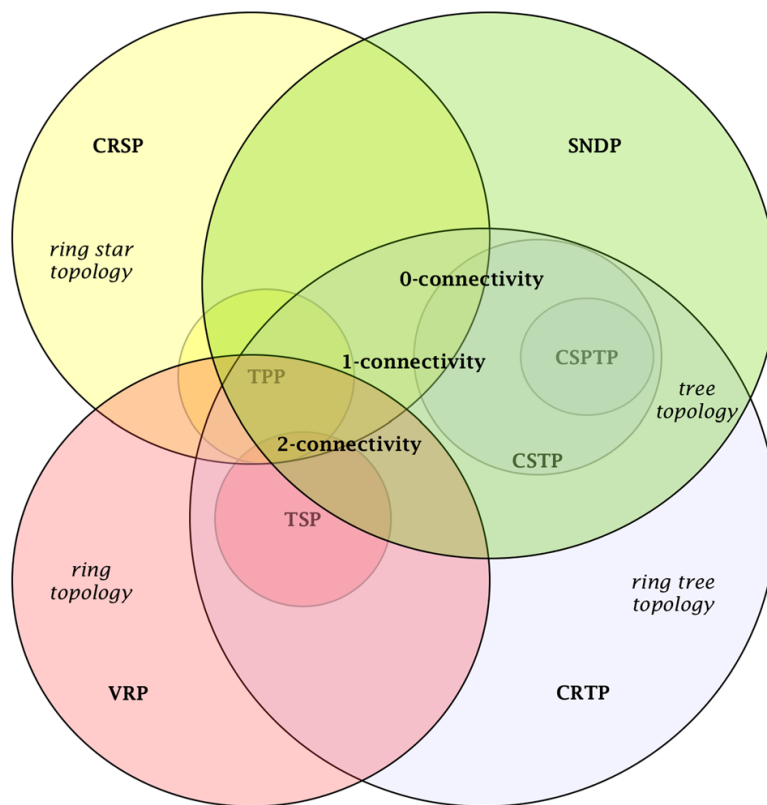 CRSP
SNDP
ring star
topology
0-connectivity
1-connectivity
CSPTP
TPP
tree
topology
2-connectivity
CSTP
TSP
ring
topology
ring tree
topology
VRP
CRTP